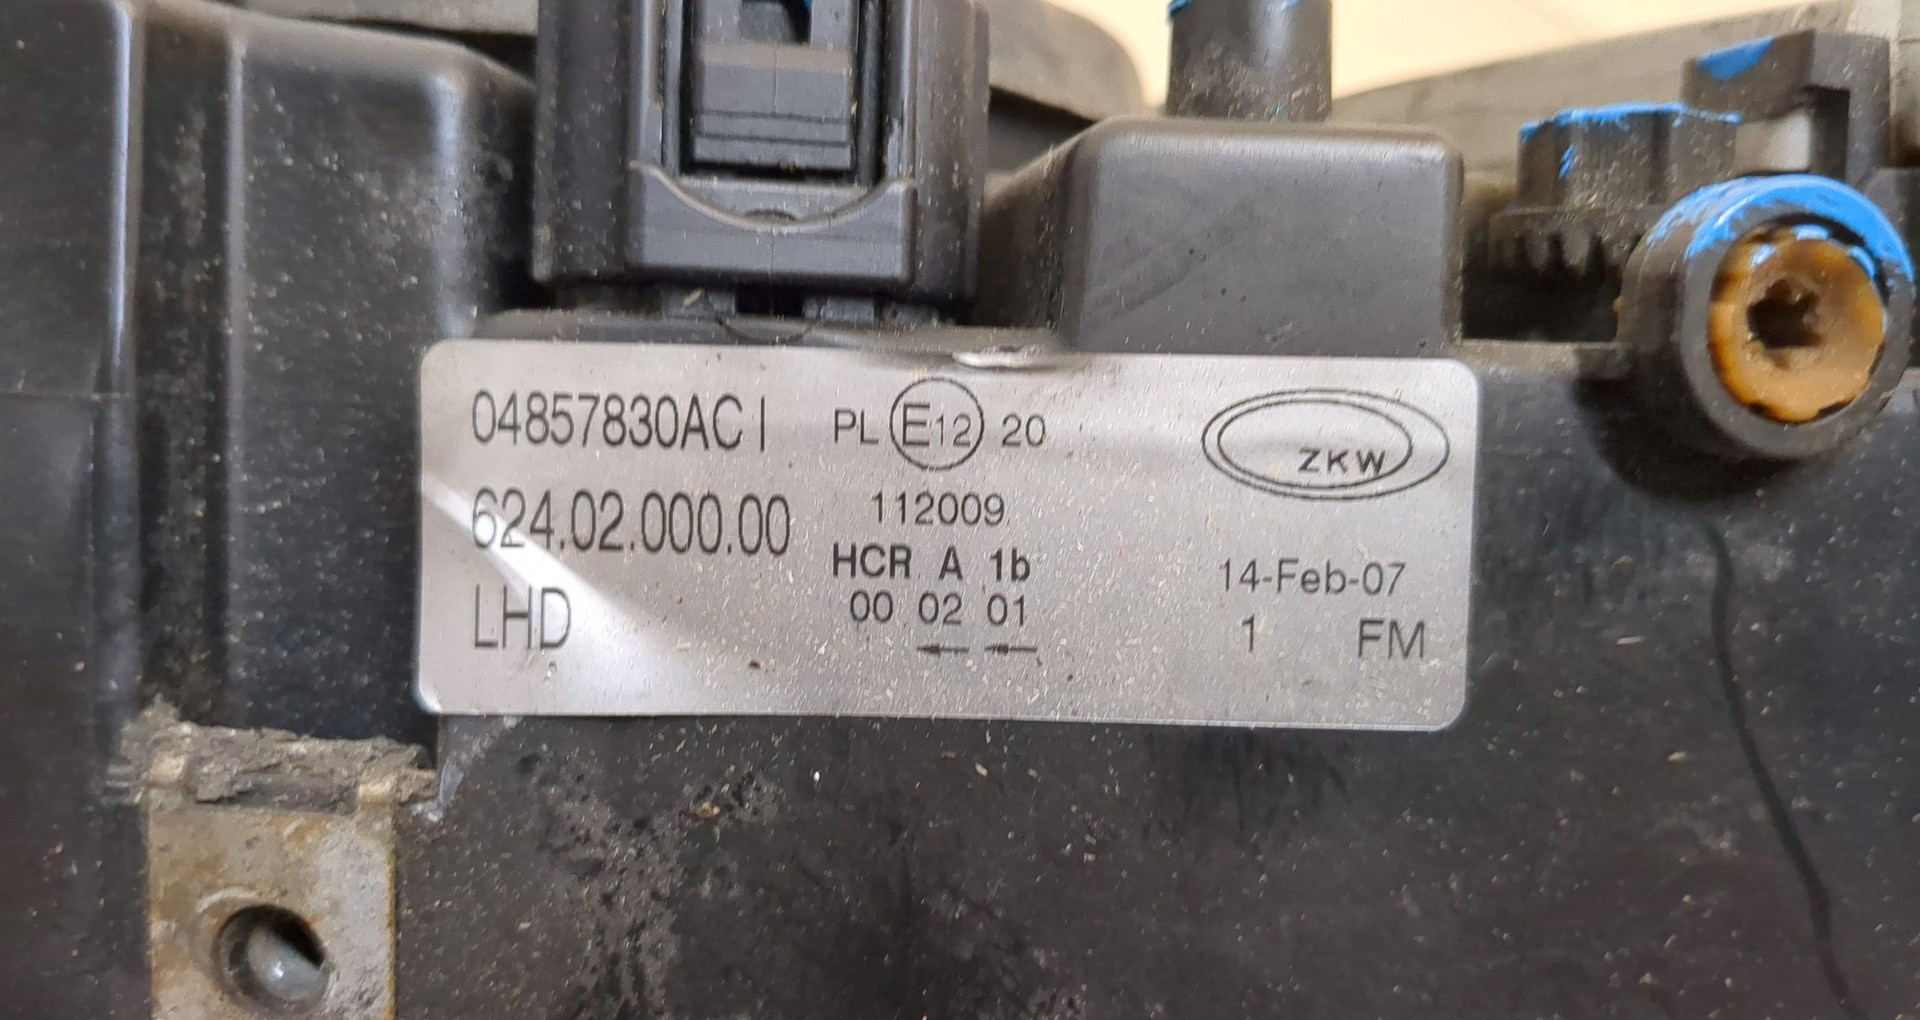 04857830AC I
624.02.000.00
LHD
PL E12 20
112009
HCR A 1b
00 02 01
ZKW
14-Feb-07
1 FM